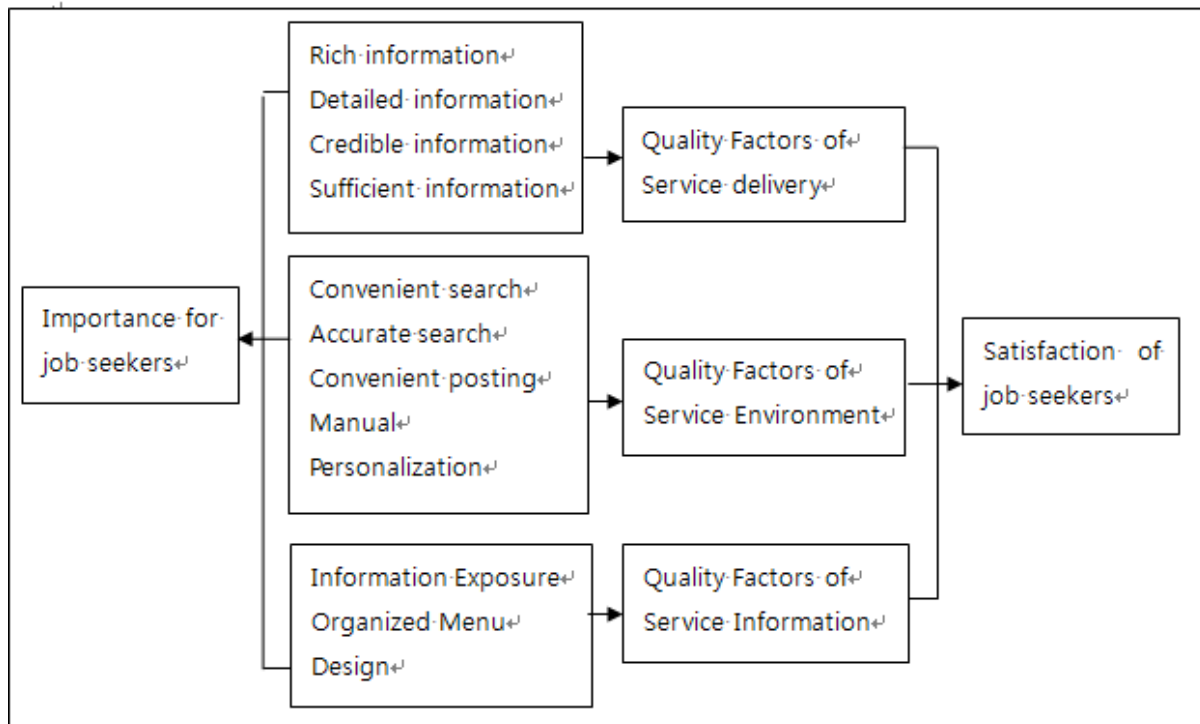 Importance for
job seekers
Rich information
Detailed information
Credible information
Sufficient information
Convenient search
Accurate search
Convenient posting
Manual
Personalization
Information Exposure
Organized Menu
Design
Quality Factors of
Service delivery
Quality Factors of
Service Environment
Quality Factors of
Service Information
Satisfaction of
job seekers